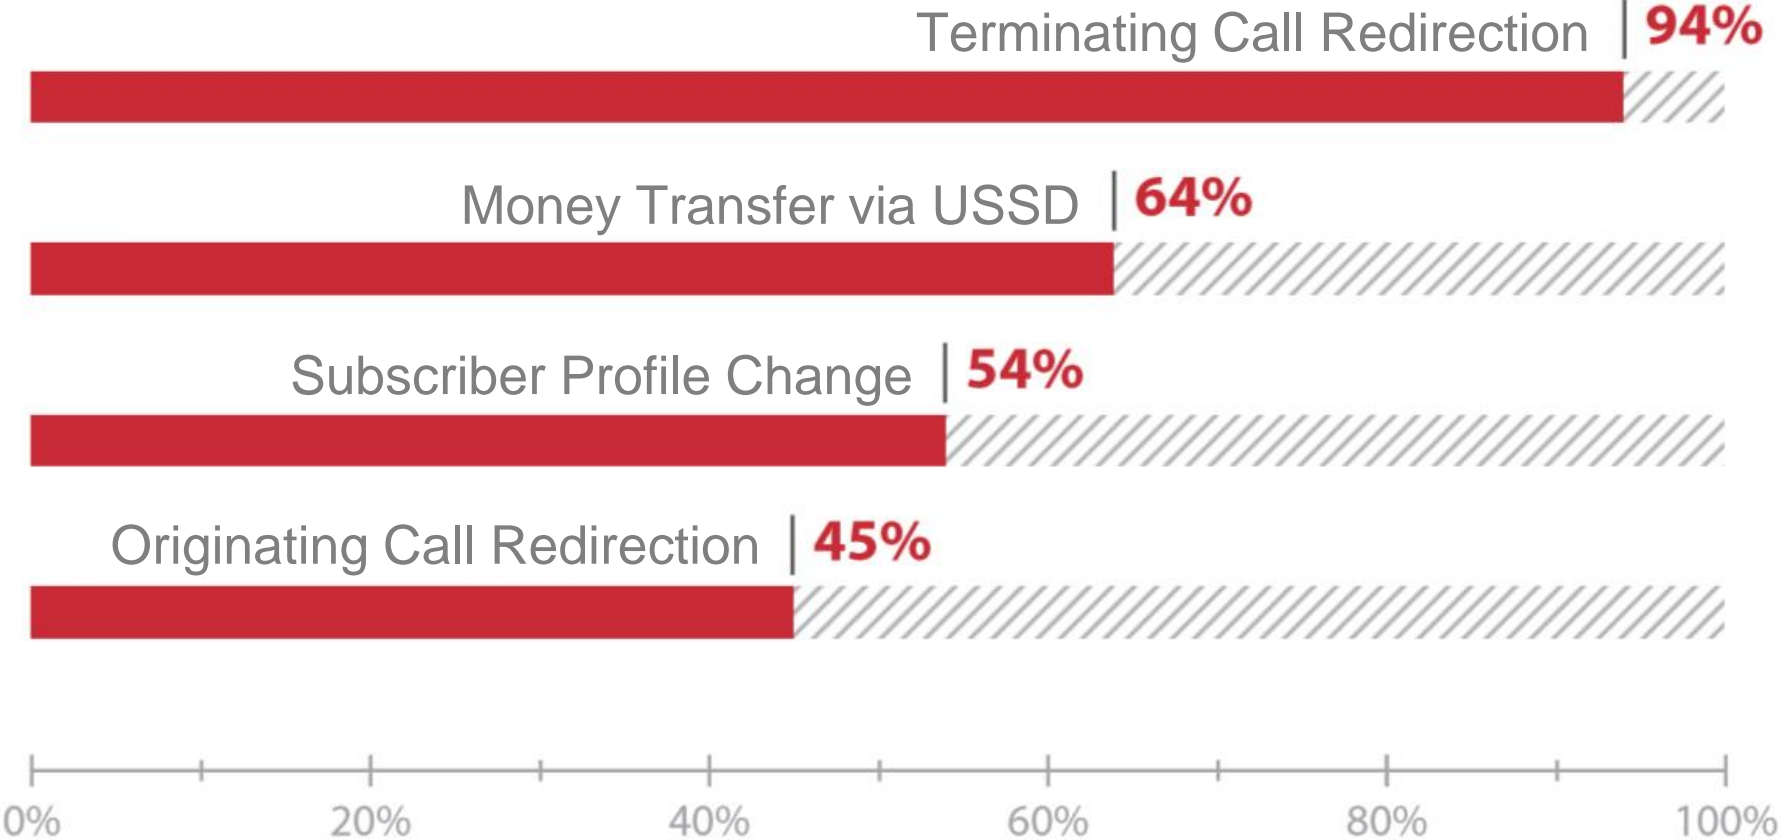 Terminating Call Redirection 94%
Money Transfer via USSD 64%
Subscriber Profile Change 54%
Originating Call Redirection 45%
0% 20% 40% 60% 80% 100%